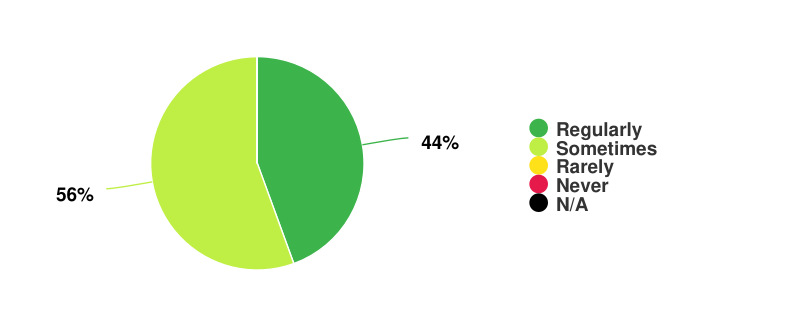 44%
56%
Regularly
Sometimes
Rarely
Never
N/A